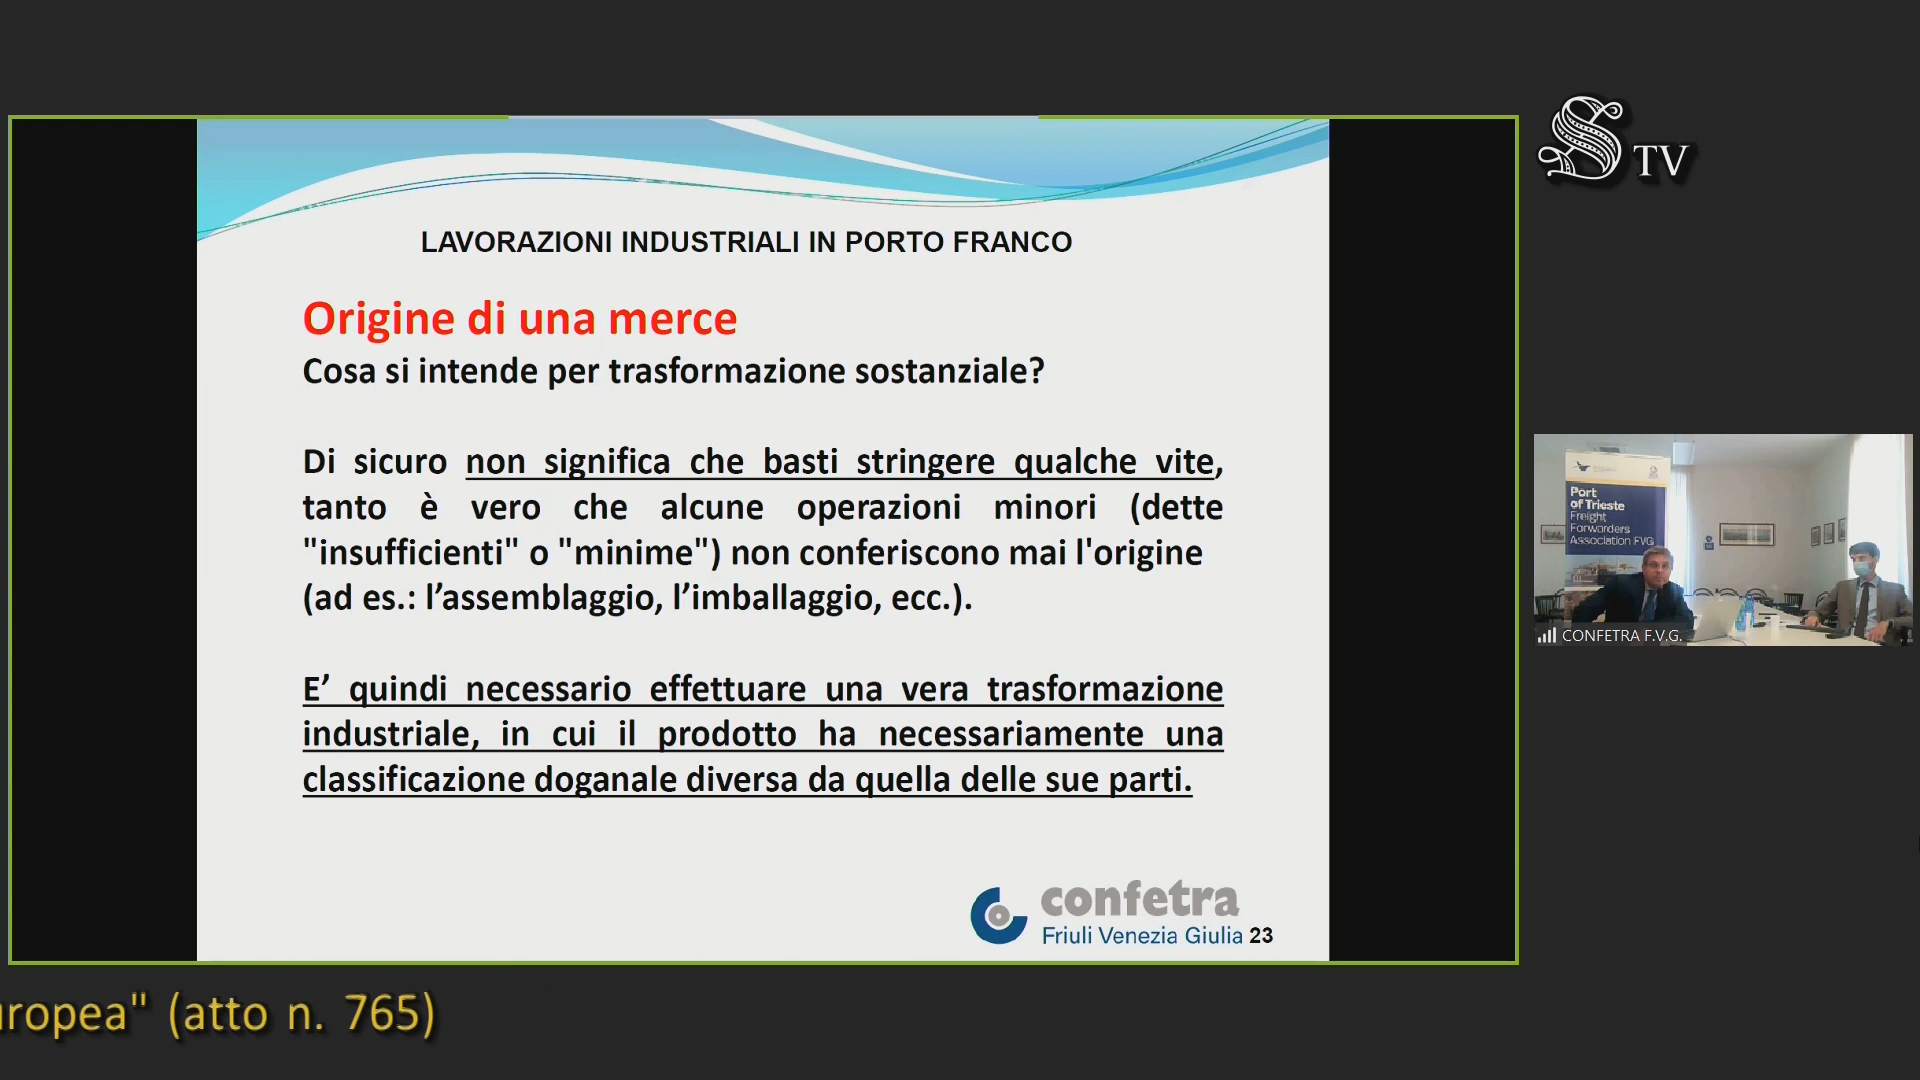 S TV
LAVORAZIONI INDUSTRIALI IN PORTO FRANCO
Origine di una merce
Cosa si intende per trasformazione sostanziale?
Di sicuro non significa che basti stringere qualche vite,
tanto è vero che alcune operazioni minori (dette
"insufficienti" o "minime") non conferiscono mai l'origine
(ad es.: l’assemblaggio, l’imballaggio, ecc.).
E’ quindi necessario effettuare una vera trasformazione
industriale, in cui il prodotto ha necessariamente una
classificazione doganale diversa da quella delle sue parti.
confetra
Friuli Venezia Giulia 23
Port
of Trieste
Freight
Forwarders
Association FVG
CONFETRA F.V.G.
uropea" (atto n. 765)